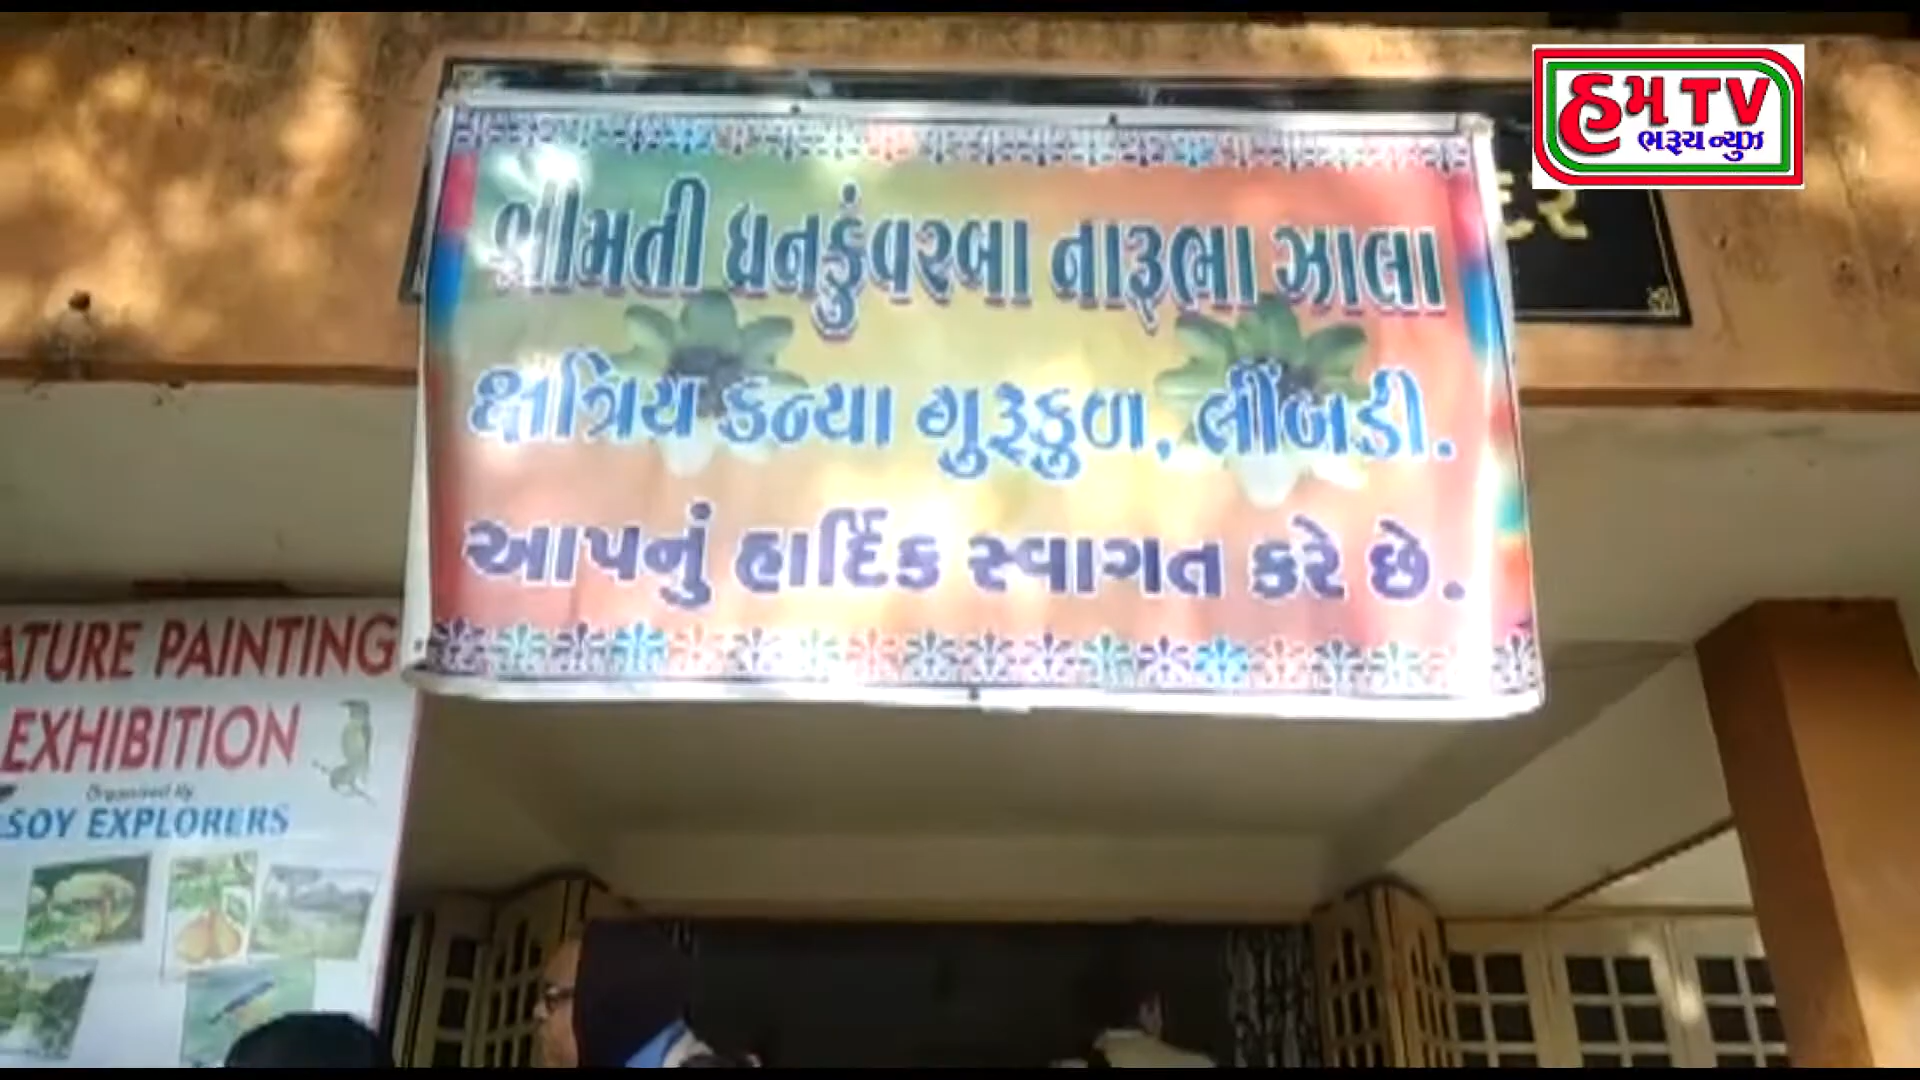 હમ TV
ભરૂચ ન્યુઝ
શ્રીમતી ધનકુંવરબા નારૂભા ઝાલા
ક્ષત્રિય કન્યા ગુરૂકુળ, લીંબડી.
આપનું હાર્દિક સ્વાગત કરે છે.
ATURE PAINTING
EXHIBITION
Organised By
SOY EXPLORERS